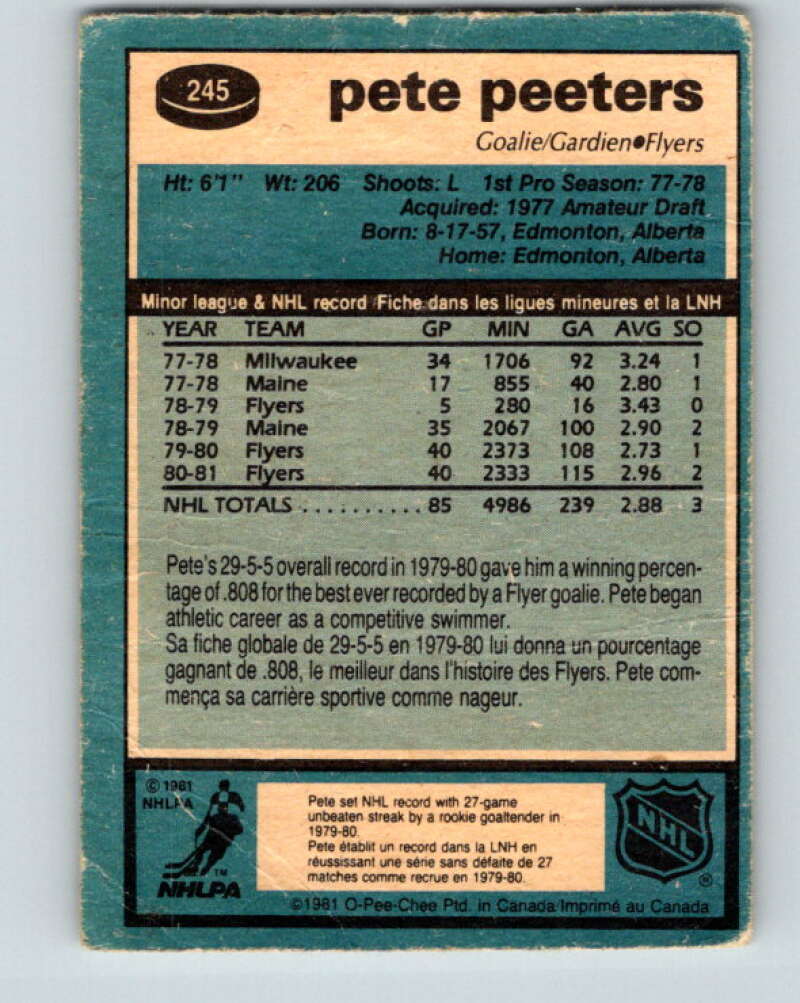 245
pete peeters
Goalie/Gardien●Flyers
Ht: 6'1" Wt: 206 Shoots: L 1st Pro Season: 77-78
Acquired: 1977 Amateur Draft
Born: 8-17-57, Edmonton, Alberta
Home: Edmonton, Alberta
Minor league & NHL record Fiche dans les ligues mineures et la LNH
YEAR TEAM GP MIN GA AVG SO
77-78 Milwaukee 34 1706 92 3.24 1
77-78 Maine 17 855 40 2.80 1
78-79 Flyers 5 280 16 3.43 0
78-79 Maine 35 2067 100 2.90 2
79-80 Flyers 40 2373 108 2.73 1
80-81 Flyers 40 2333 115 2.96 2
NHL TOTALS .......... 85 4986 239 2.88 3
Pete's 29-5-5 overall record in 1979-80 gave him a winning percen-
tage of .808 for the best ever recorded by a Flyer goalie. Pete began
athletic career as a competitive swimmer.
Sa fiche globale de 29-5-5 en 1979-80 lui donna un pourcentage
gagnant de .808, le meilleur dans l'histoire des Flyers. Pete com-
mença sa carrière sportive comme nageur.
© 1981
NHLPA
TM
NHLPA
Pete set NHL record with 27-game
unbeaten streak by a rookie goaltender in
1979-80.
Pete établit un record dans la LNH en
réussissant une série sans défaite de 27
matches comme recrue en 1979-80.
NHL
®
©1981 O-Pee-Chee Ptd. in Canada/Imprimé au Canada